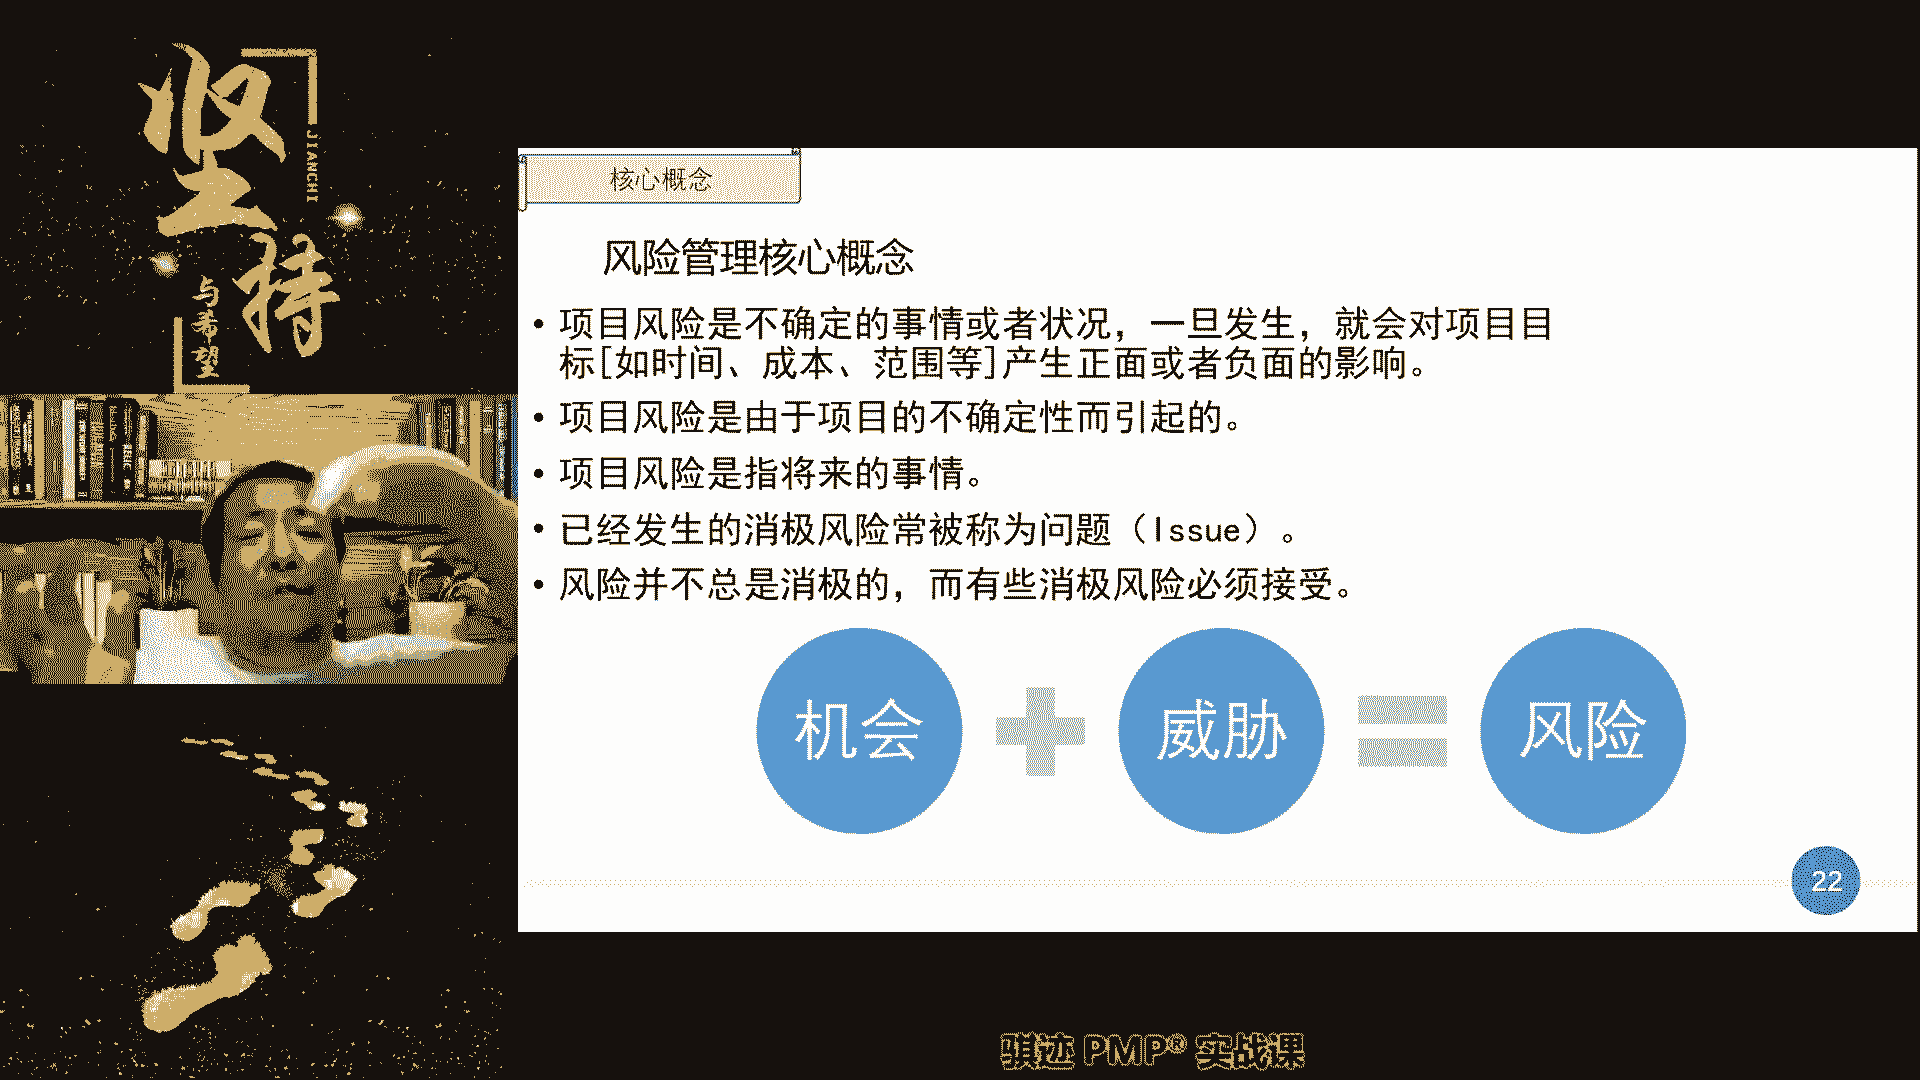 坚持
JIANCHI
与希望
核心概念
风险管理核心概念
• 项目风险是不确定的事情或者状况，一旦发生，就会对项目目
标[如时间、成本、范围等]产生正面或者负面的影响。
• 项目风险是由于项目的不确定性而引起的。
• 项目风险是指将来的事情。
• 已经发生的消极风险常被称为问题（Issue）。
• 风险并不总是消极的，而有些消极风险必须接受。
机会 + 威胁 = 风险
22
骐迹 PMP® 实战课